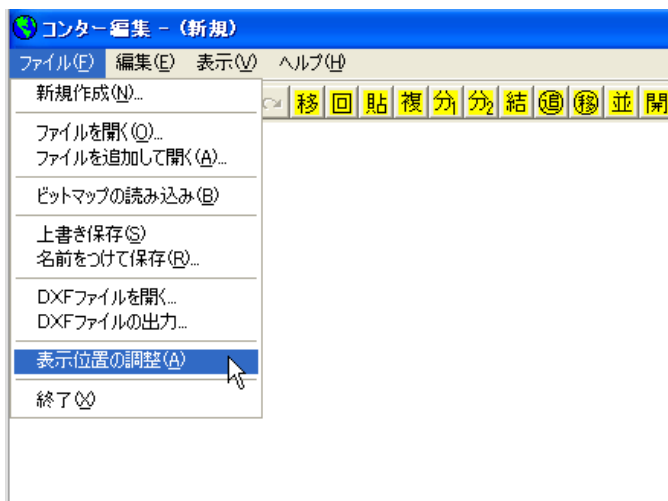 コンター編集 - (新規)
ファイル(F) 編集(E) 表示(V) ヘルプ(H)
移 回 貼 複 分1 分2 結 追 移 並 開
新規作成(N)...
ファイルを開く(O)...
ファイルを追加して開く(A)...
ビットマップの読み込み(B)
上書き保存(S)
名前をつけて保存(R)...
DXFファイルを開く...
DXFファイルの出力...
表示位置の調整(A)
終了(X)